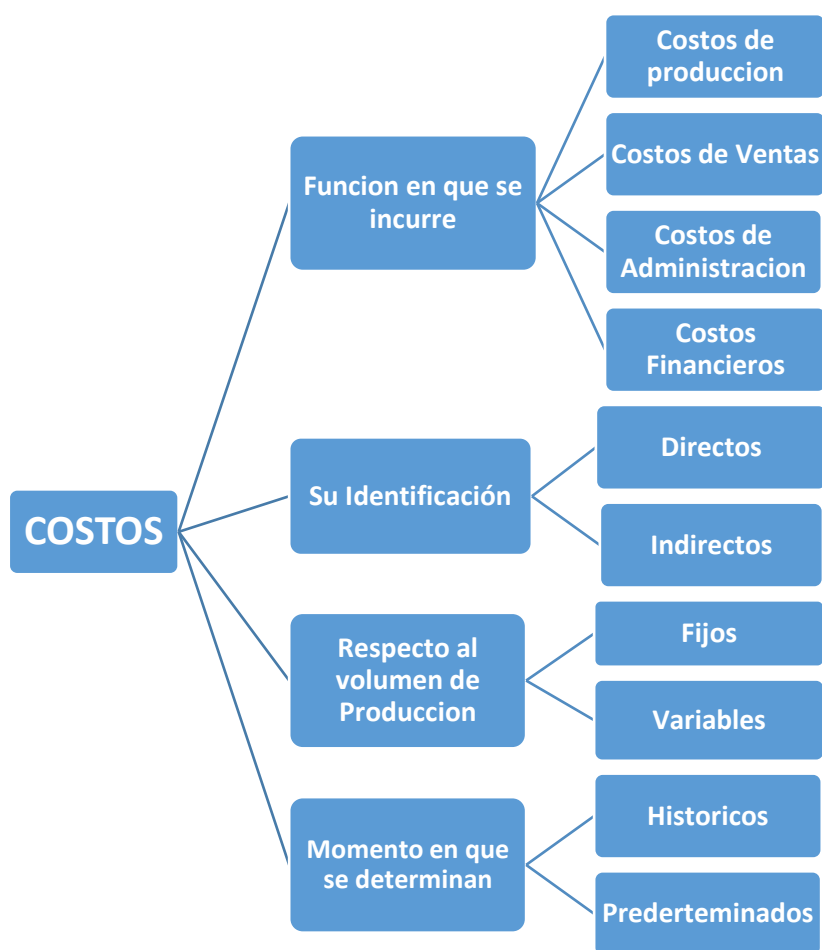 COSTOS
Funcion en que se
incurre
Costos de
produccion
Costos de Ventas
Costos de
Administracion
Costos
Financieros
Su Identificación
Directos
Indirectos
Respecto al
volumen de
Produccion
Fijos
Variables
Momento en que
se determinan
Historicos
Prederteminados